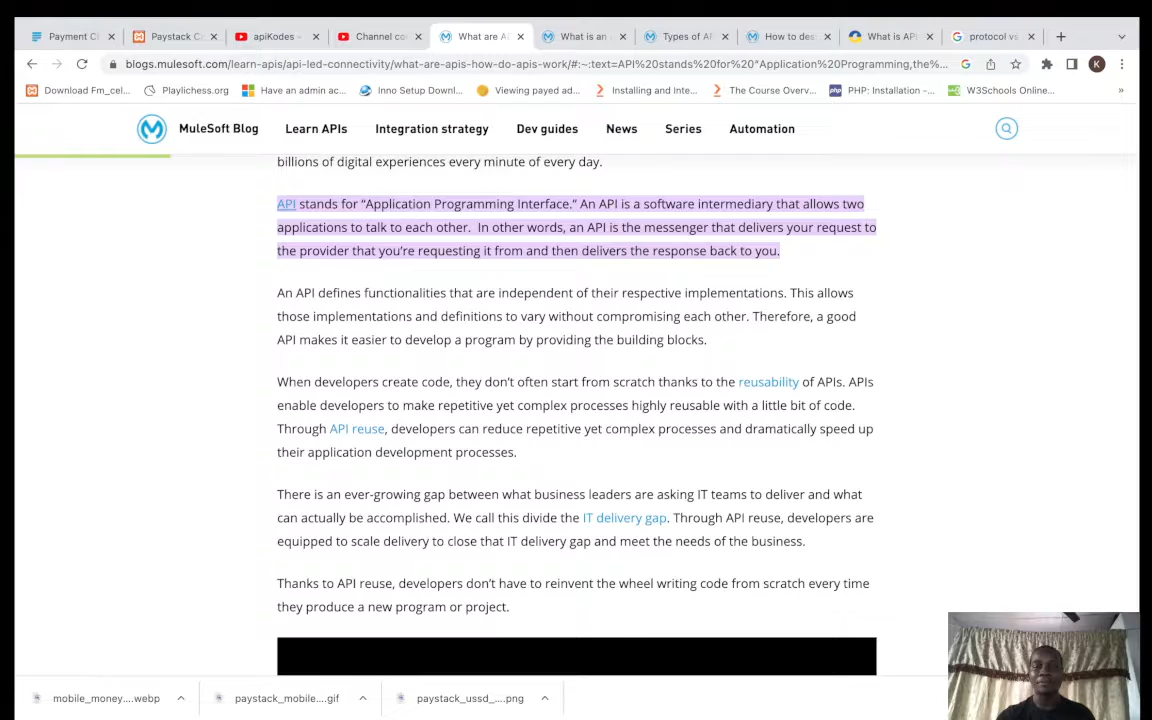 Payment C
Paystack C
apiKodes -
Channel co
What are A
What is an
Types of AP
How to des
What is API
protocol vs
blogs.mulesoft.com/learn-apis/api-led-connectivity/what-are-apis-how-do-apis-work/#:~:text=API%20stands%20for%20"Application%20Programming,the%...
K
Download Fm_cel...
Playlichess.org
Have an admin ac...
Inno Setup Downl...
Viewing payed ad...
Installing and Inte...
The Course Overv...
php
PHP: Installation -...
W3Schools Online...
»
MuleSoft Blog
Learn APIs
Integration strategy
Dev guides
News
Series
Automation
billions of digital experiences every minute of every day.
API stands for “Application Programming Interface.” An API is a software intermediary that allows two
applications to talk to each other. In other words, an API is the messenger that delivers your request to
the provider that you’re requesting it from and then delivers the response back to you.
An API defines functionalities that are independent of their respective implementations. This allows
those implementations and definitions to vary without compromising each other. Therefore, a good
API makes it easier to develop a program by providing the building blocks.
When developers create code, they don’t often start from scratch thanks to the reusability of APIs. APIs
enable developers to make repetitive yet complex processes highly reusable with a little bit of code.
Through API reuse, developers can reduce repetitive yet complex processes and dramatically speed up
their application development processes.
There is an ever-growing gap between what business leaders are asking IT teams to deliver and what
can actually be accomplished. We call this divide the IT delivery gap. Through API reuse, developers are
equipped to scale delivery to close that IT delivery gap and meet the needs of the business.
Thanks to API reuse, developers don’t have to reinvent the wheel writing code from scratch every time
they produce a new program or project.
mobile_money....webp
paystack_mobile....gif
paystack_ussd_....png